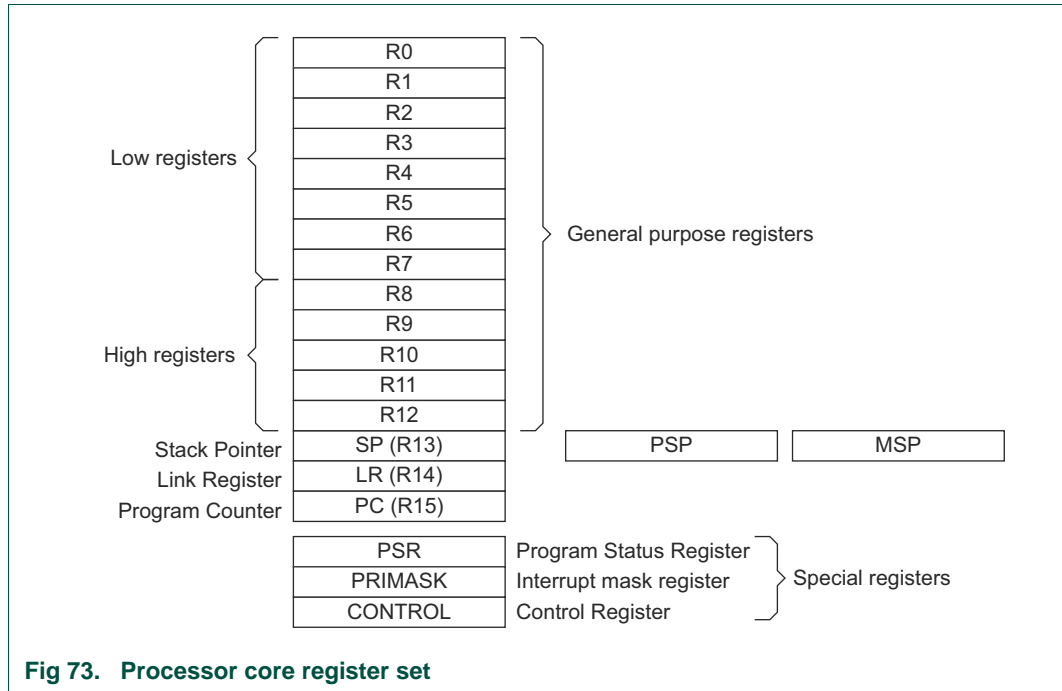 R0
R1
R2
R3
Low registers
R4
R5
R6
General purpose registers
R7
R8
R9
High registers
R10
R11
R12
Stack Pointer SP (R13) PSP MSP
Link Register LR (R14)
Program Counter PC (R15)
PSR Program Status Register
PRIMASK Interrupt mask register Special registers
CONTROL Control Register
Fig 73. Processor core register set